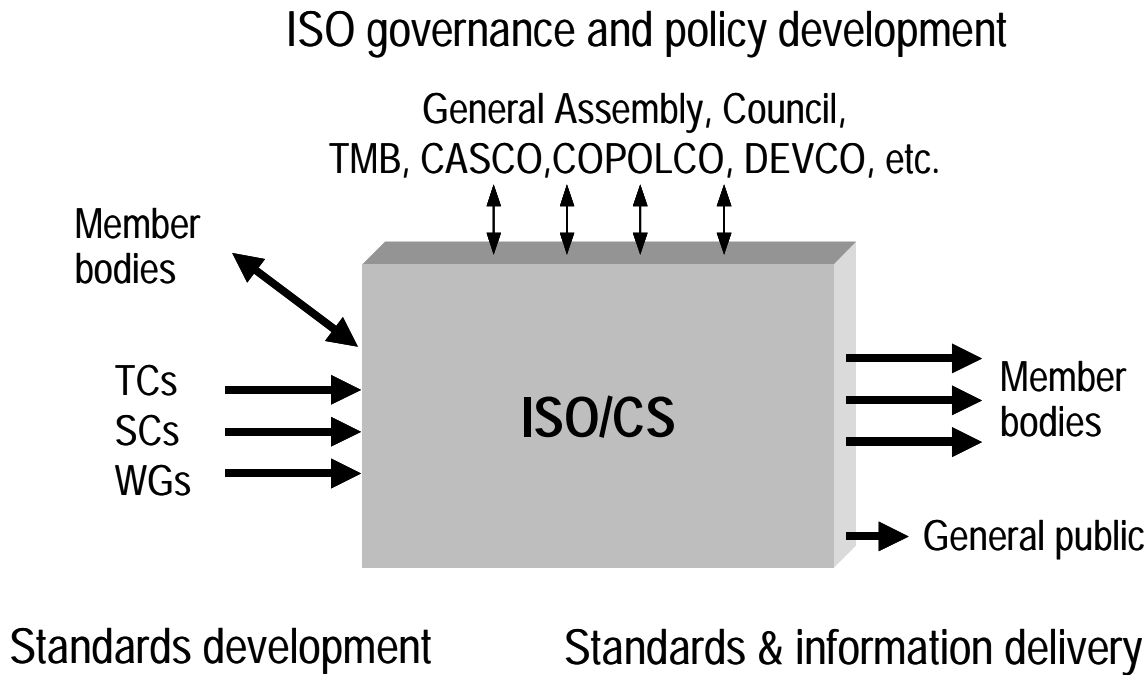 ISO governance and policy development
General Assembly, Council,
TMB, CASCO,COPOLCO, DEVCO, etc.
Member
bodies
TCs
SCs
WGs
ISO/CS
Member
bodies
General public
Standards development
Standards & information delivery